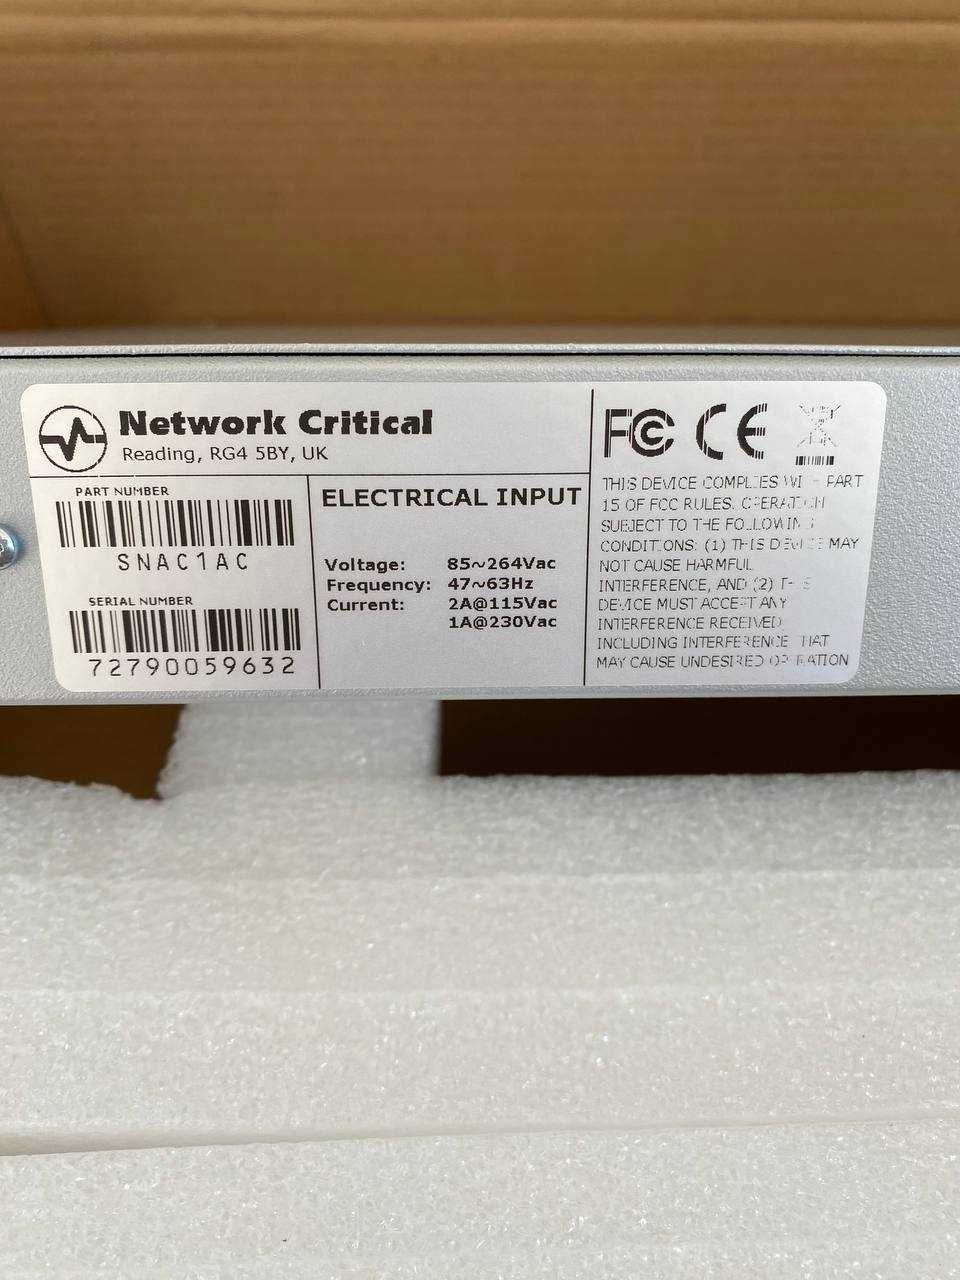 Network Critical
Reading, RG4 5BY, UK
PART NUMBER
SNAC1AC
SERIAL NUMBER
72790059632
ELECTRICAL INPUT
Voltage: 85~264Vac
Frequency: 47~63Hz
Current: 2A@115Vac
1A@230Vac
FC CE
THIS DEVICE COMPLIES PART
15 OF FCC RULES.
SUBJECT TO THE FOLLOWING
CONDITIONS: (1) THIS DEVICE MAY
NOT CAUSE HARMFUL
INTERFERENCE, AND (2)
DEVICE MUST ACCEPT ANY
INTERFERENCE RECEIVED
INCLUDING INTERFERENCE THAT
MAY CAUSE UNDESIRED OPERATION